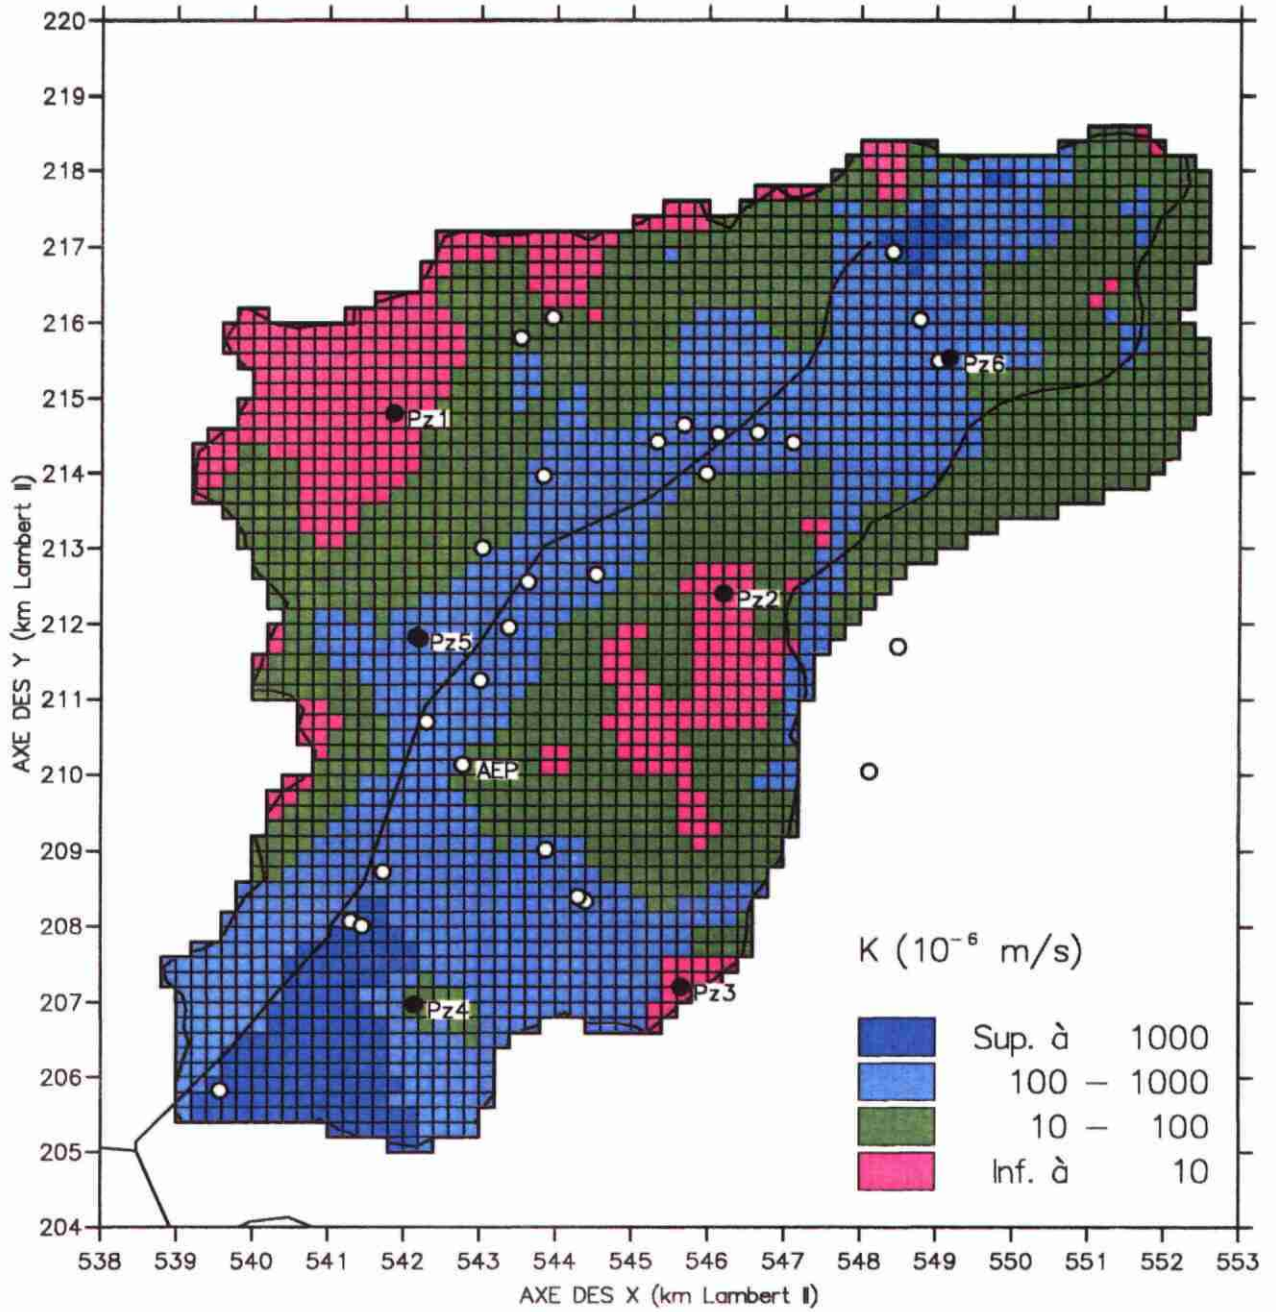 220
219
218
217
216
215
214
213
212
211
210
209
208
207
206
205
204
AXE DES Y (km Lambert II)
Pz6
Pz1
Pz2
Pz5
AEP
Pz3
Pz4
K (10⁻⁶ m/s)
Sup. à 1000
100 – 1000
10 – 100
Inf. à 10
538 539 540 541 542 543 544 545 546 547 548 549 550 551 552 553
AXE DES X (km Lambert II)